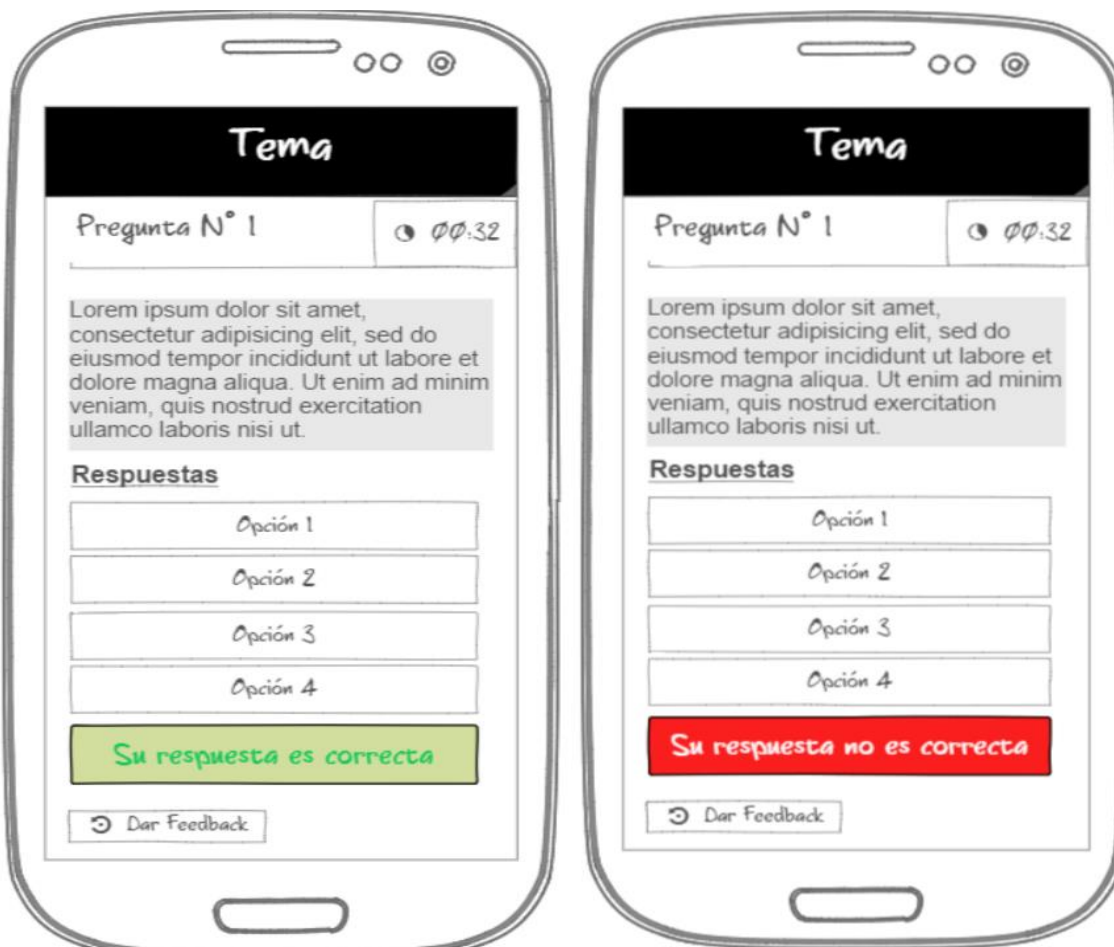 Tema
Pregunta N° 1
00:32
Lorem ipsum dolor sit amet,
consectetur adipisicing elit, sed do
eiusmod tempor incididunt ut labore et
dolore magna aliqua. Ut enim ad minim
veniam, quis nostrud exercitation
ullamco laboris nisi ut.
Respuestas
Opción 1
Opción 2
Opción 3
Opción 4
Su respuesta es correcta
Dar Feedback
Tema
Pregunta N° 1
00:32
Lorem ipsum dolor sit amet,
consectetur adipisicing elit, sed do
eiusmod tempor incididunt ut labore et
dolore magna aliqua. Ut enim ad minim
veniam, quis nostrud exercitation
ullamco laboris nisi ut.
Respuestas
Opción 1
Opción 2
Opción 3
Opción 4
Su respuesta no es correcta
Dar Feedback